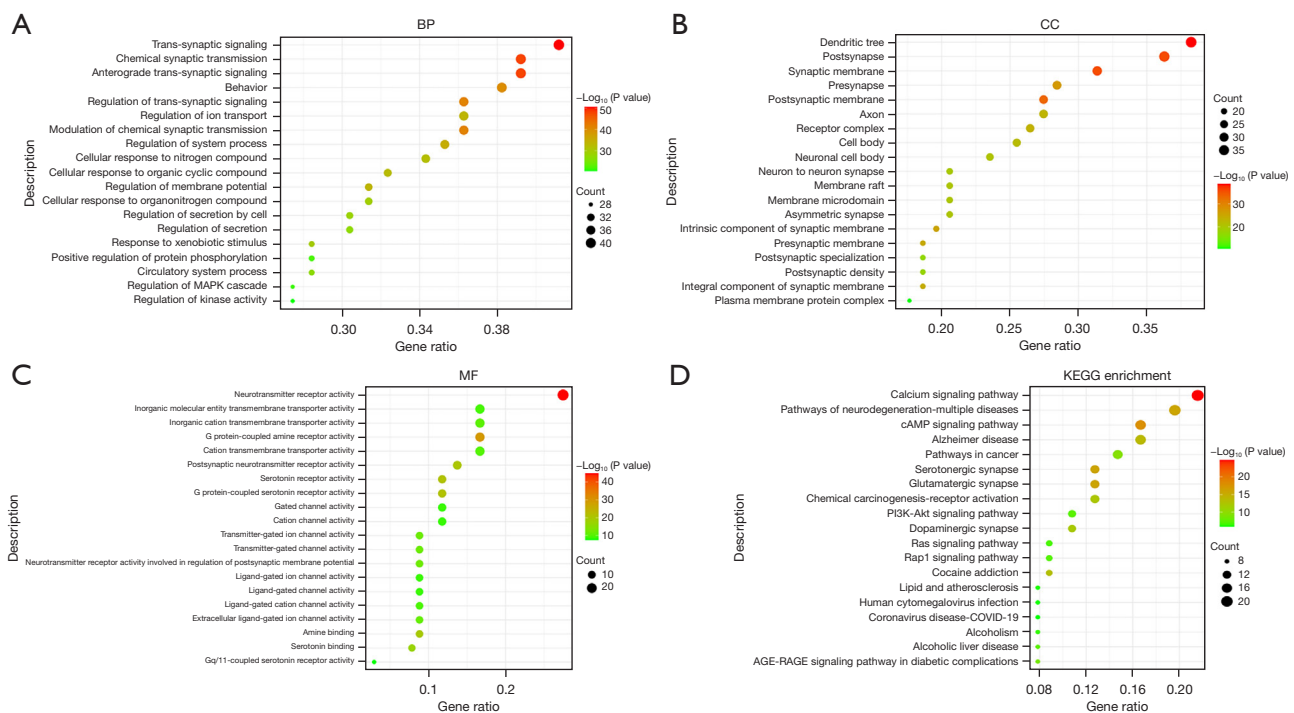 A
BP
Trans-synaptic signaling
Chemical synaptic transmission
Anterograde trans-synaptic signaling
Behavior
Regulation of trans-synaptic signaling
Regulation of ion transport
Modulation of chemical synaptic transmission
Regulation of system process
Cellular response to nitrogen compound
Cellular response to organic cyclic compound
Regulation of membrane potential
Cellular response to organonitrogen compound
Regulation of secretion by cell
Regulation of secretion
Response to xenobiotic stimulus
Positive regulation of protein phosphorylation
Circulatory system process
Regulation of MAPK cascade
Regulation of kinase activity
Description
0.30 0.34 0.38
Gene ratio
−Log10 (P value)
50
30
Count
28
32
36
40
B
CC
Dendritic tree
Postsynapse
Synaptic membrane
Presynapse
Postsynaptic membrane
Axon
Receptor complex
Cell body
Neuronal cell body
Neuron to neuron synapse
Membrane raft
Membrane microdomain
Asymmetric synapse
Intrinsic component of synaptic membrane
Presynaptic membrane
Postsynaptic specialization
Postsynaptic density
Integral component of synaptic membrane
Plasma membrane protein complex
Description
0.20 0.25 0.30 0.35
Gene ratio
Count
20
25
30
35
−Log10 (P value)
30
20
C
MF
Neurotransmitter receptor activity
Inorganic molecular entity transmembrane transporter activity
Inorganic cation transmembrane transporter activity
G protein-coupled amine receptor activity
Cation transmembrane transporter activity
Postsynaptic neurotransmitter receptor activity
Serotonin receptor activity
G protein-coupled serotonin receptor activity
Gated channel activity
Cation channel activity
Transmitter-gated ion channel activity
Transmitter-gated channel activity
Neurotransmitter receptor activity involved in regulation of postsynaptic membrane potential
Ligand-gated ion channel activity
Ligand-gated channel activity
Ligand-gated cation channel activity
Extracellular ligand-gated ion channel activity
Amine binding
Serotonin binding
Gq/11-coupled serotonin receptor activity
Description
0.1 0.2
Gene ratio
−Log10 (P value)
40
30
20
10
Count
10
20
D
KEGG enrichment
Calcium signaling pathway
Pathways of neurodegeneration-multiple diseases
cAMP signaling pathway
Alzheimer disease
Pathways in cancer
Serotonergic synapse
Glutamatergic synapse
Chemical carcinogenesis-receptor activation
PI3K-Akt signaling pathway
Dopaminergic synapse
Ras signaling pathway
Rap1 signaling pathway
Cocaine addiction
Lipid and atherosclerosis
Human cytomegalovirus infection
Coronavirus disease-COVID-19
Alcoholism
Alcoholic liver disease
AGE-RAGE signaling pathway in diabetic complications
Description
0.08 0.12 0.16 0.20
Gene ratio
−Log10 (P value)
20
15
10
Count
8
12
16
20